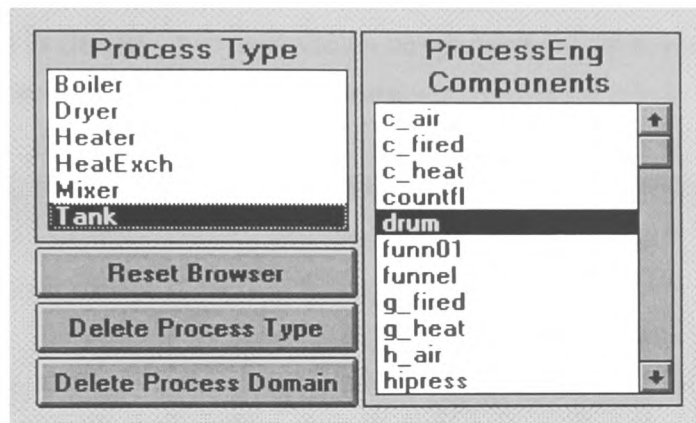 Process Type
Boiler
Dryer
Heater
HeatExch
Mixer
Tank
Reset Browser
Delete Process Type
Delete Process Domain
ProcessEng
Components
c_air
c_fired
c_heat
countfl
drum
funn01
funnel
g_fired
g_heat
h_air
hipress